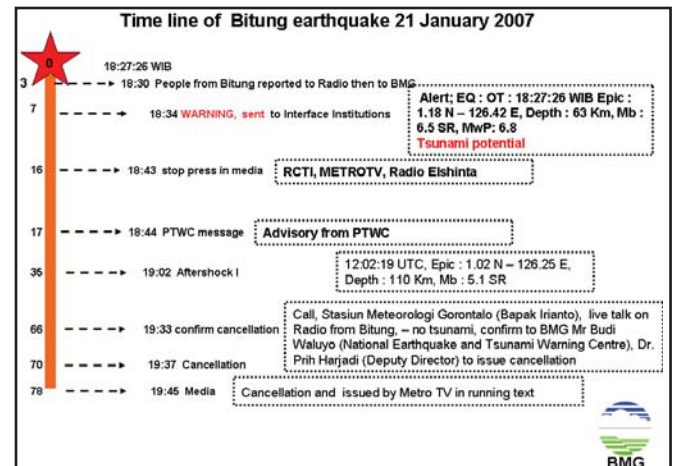 Time line of Bitung earthquake 21 January 2007
0
18:27:26 WIB
3 18:30 People from Bitung reported to Radio then to BMG
7 18:34 WARNING, sent to Interface Institutions
Alert; EQ : OT : 18:27:26 WIB Epic :
1.18 N – 126.42 E, Depth : 63 Km, Mb :
6.5 SR, MwP: 6.8
Tsunami potential
16 18:43 stop press in media
RCTI, METROTV, Radio Elshinta
17 18:44 PTWC message
Advisory from PTWC
35 19:02 Aftershock I
12:02:19 UTC, Epic : 1.02 N – 126.25 E,
Depth : 110 Km, Mb : 5.1 SR
66 19:33 confirm cancellation
Call, Stasiun Meteorologi Gorontalo (Bapak Irianto), live talk on
Radio from Bitung, – no tsunami, confirm to BMG Mr Budi
Waluyo (National Earthquake and Tsunami Warning Centre), Dr.
Prih Harjadi (Deputy Director) to issue cancellation
70 19:37 Cancellation
78 19:45 Media
Cancellation and issued by Metro TV in running text
BMG